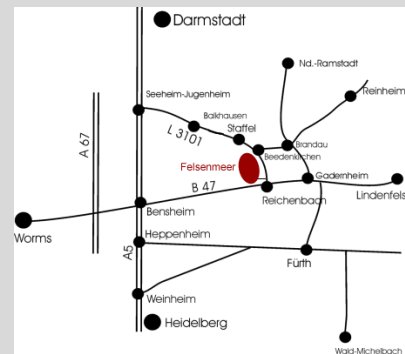 Darmstadt
Nd.-Ramstadt
Reinheim
Seeheim-Jugenheim
Balkhausen
Staffel
L 3101
A 67
Brandau
Beedenkirchen
Felsenmeer
Gadenheim
B 47
Reichenbach
Lindenfels
Bensheim
Worms
Heppenheim
A5
Fürth
Weinheim
Heidelberg
Wald-Michelbach